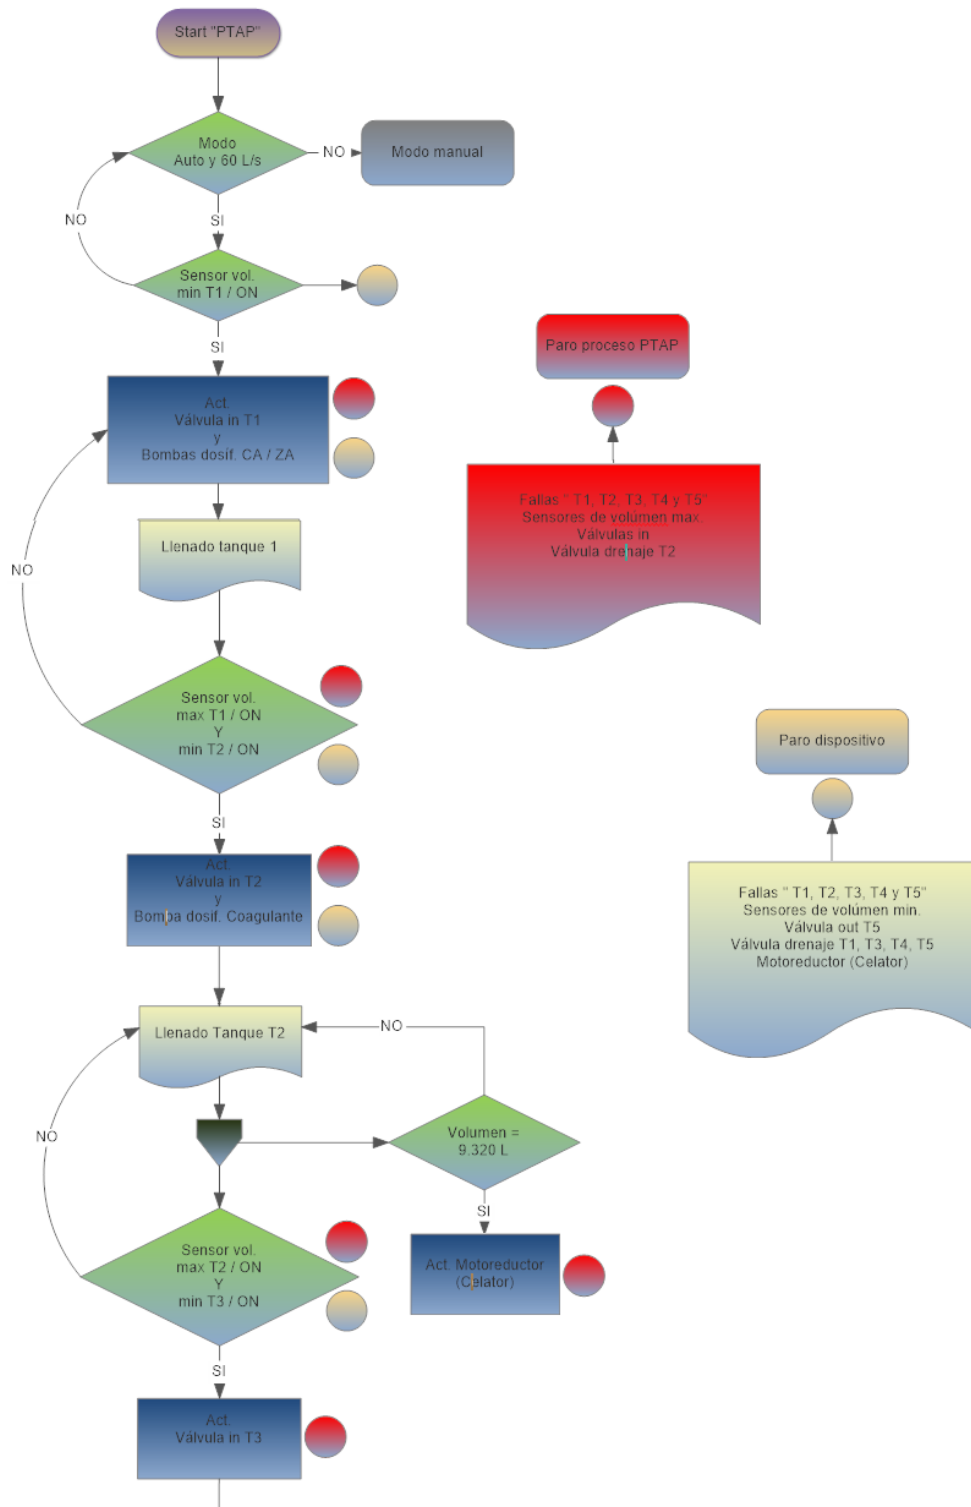 Start "PTAP"
Modo
Auto y 60 L/s
NO
Modo manual
SI
NO
Sensor vol.
min T1 / ON
SI
Act.
Válvula in T1
y
Bombas dosif. CA / ZA
Llenado tanque 1
NO
Sensor vol.
max T1 / ON
Y
min T2 / ON
SI
Act.
Válvula in T2
y
Bompa dosif. Coagulante
Llenado Tanque T2
NO
NO
Volumen =
9.320 L
SI
Act. Motoreductor
(Celator)
Sensor vol.
max T2 / ON
Y
min T3 / ON
SI
Act.
Válvula in T3
Paro proceso PTAP
Fallas " T1, T2, T3, T4 y T5"
Sensores de volúmen max.
Válvulas in
Válvula drenaje T2
Paro dispositivo
Fallas " T1, T2, T3, T4 y T5"
Sensores de volúmen min.
Válvula out T5
Válvula drenaje T1, T3, T4, T5
Motoreductor (Celator)